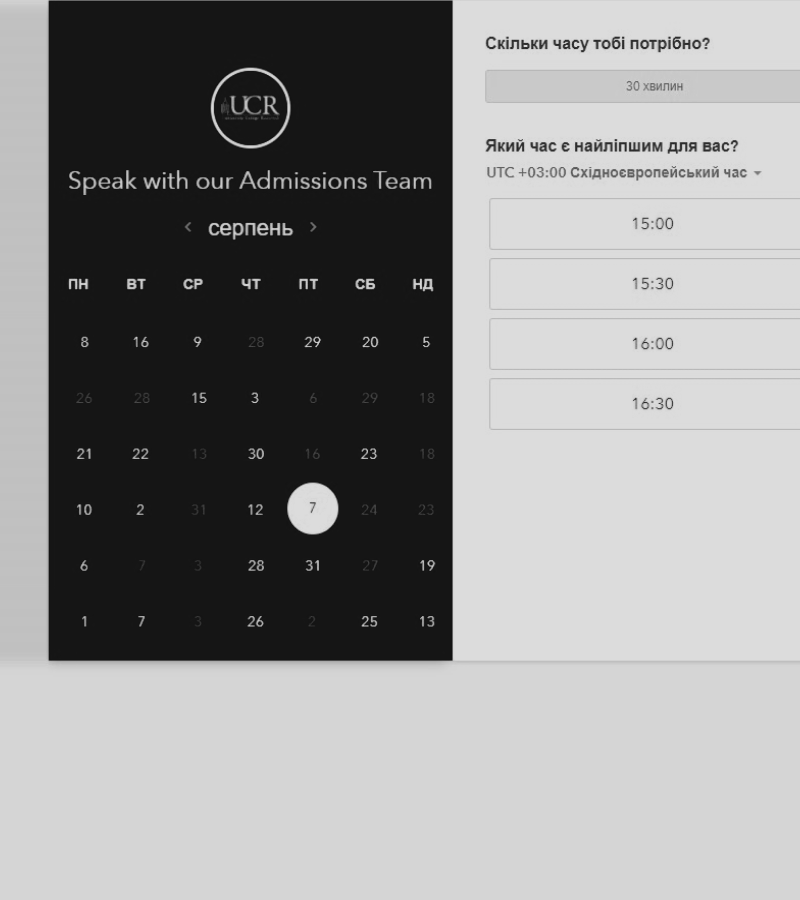 UCR
Speak with our Admissions Team
серпень
ПН ВТ СР ЧТ ПТ СБ НД
8 16 9 28 29 20 5
26 28 15 3 6 29 18
21 22 13 30 16 23 18
10 2 31 12 7 24 23
6 7 3 28 31 27 19
1 7 3 26 2 25 13
Скільки часу тобі потрібно?
30 хвилин
Який час є найліпшим для вас?
UTC +03:00 Східноєвропейський час
15:00
15:30
16:00
16:30